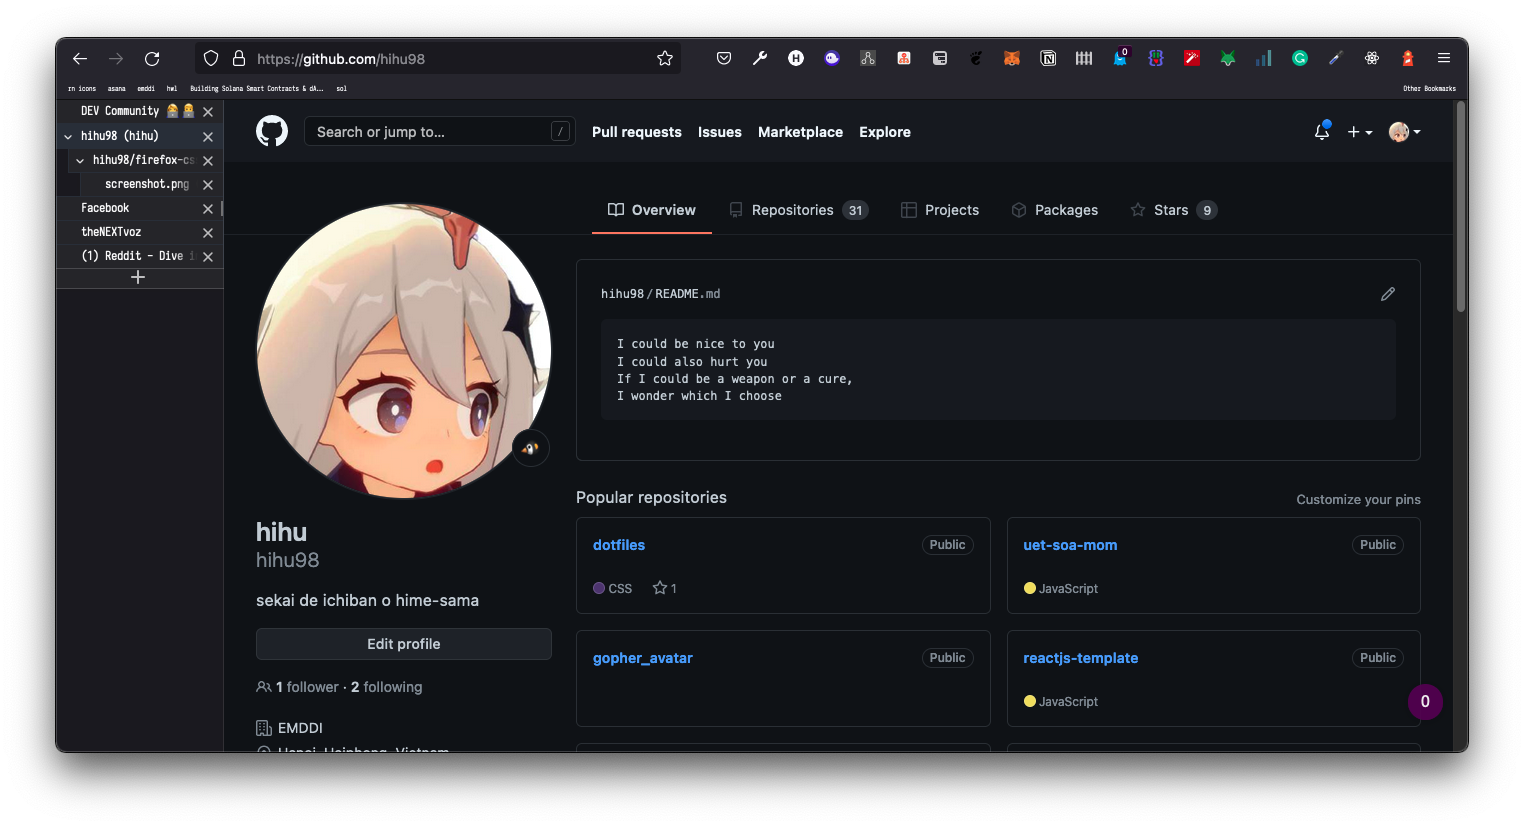 https://github.com/hihu98
0
rn icons asana emddi hwl Building Solana Smart Contracts & dA... sol Other Bookmarks
DEV Community
hihu98 (hihu)
hihu98/firefox-cs
screenshot.png
Facebook
theNEXTvoz
(1) Reddit - Dive i
Search or jump to... /
Pull requests Issues Marketplace Explore
Overview Repositories 31 Projects Packages Stars 9
hihu98/README.md
I could be nice to you
I could also hurt you
If I could be a weapon or a cure,
I wonder which I choose
hihu
hihu98
sekai de ichiban o hime-sama
Edit profile
1 follower · 2 following
EMDDI
Hanoi, Haiphong, Vietnam
Popular repositories Customize your pins
dotfiles Public
CSS 1
uet-soa-mom Public
JavaScript
gopher_avatar Public
reactjs-template Public
JavaScript
0